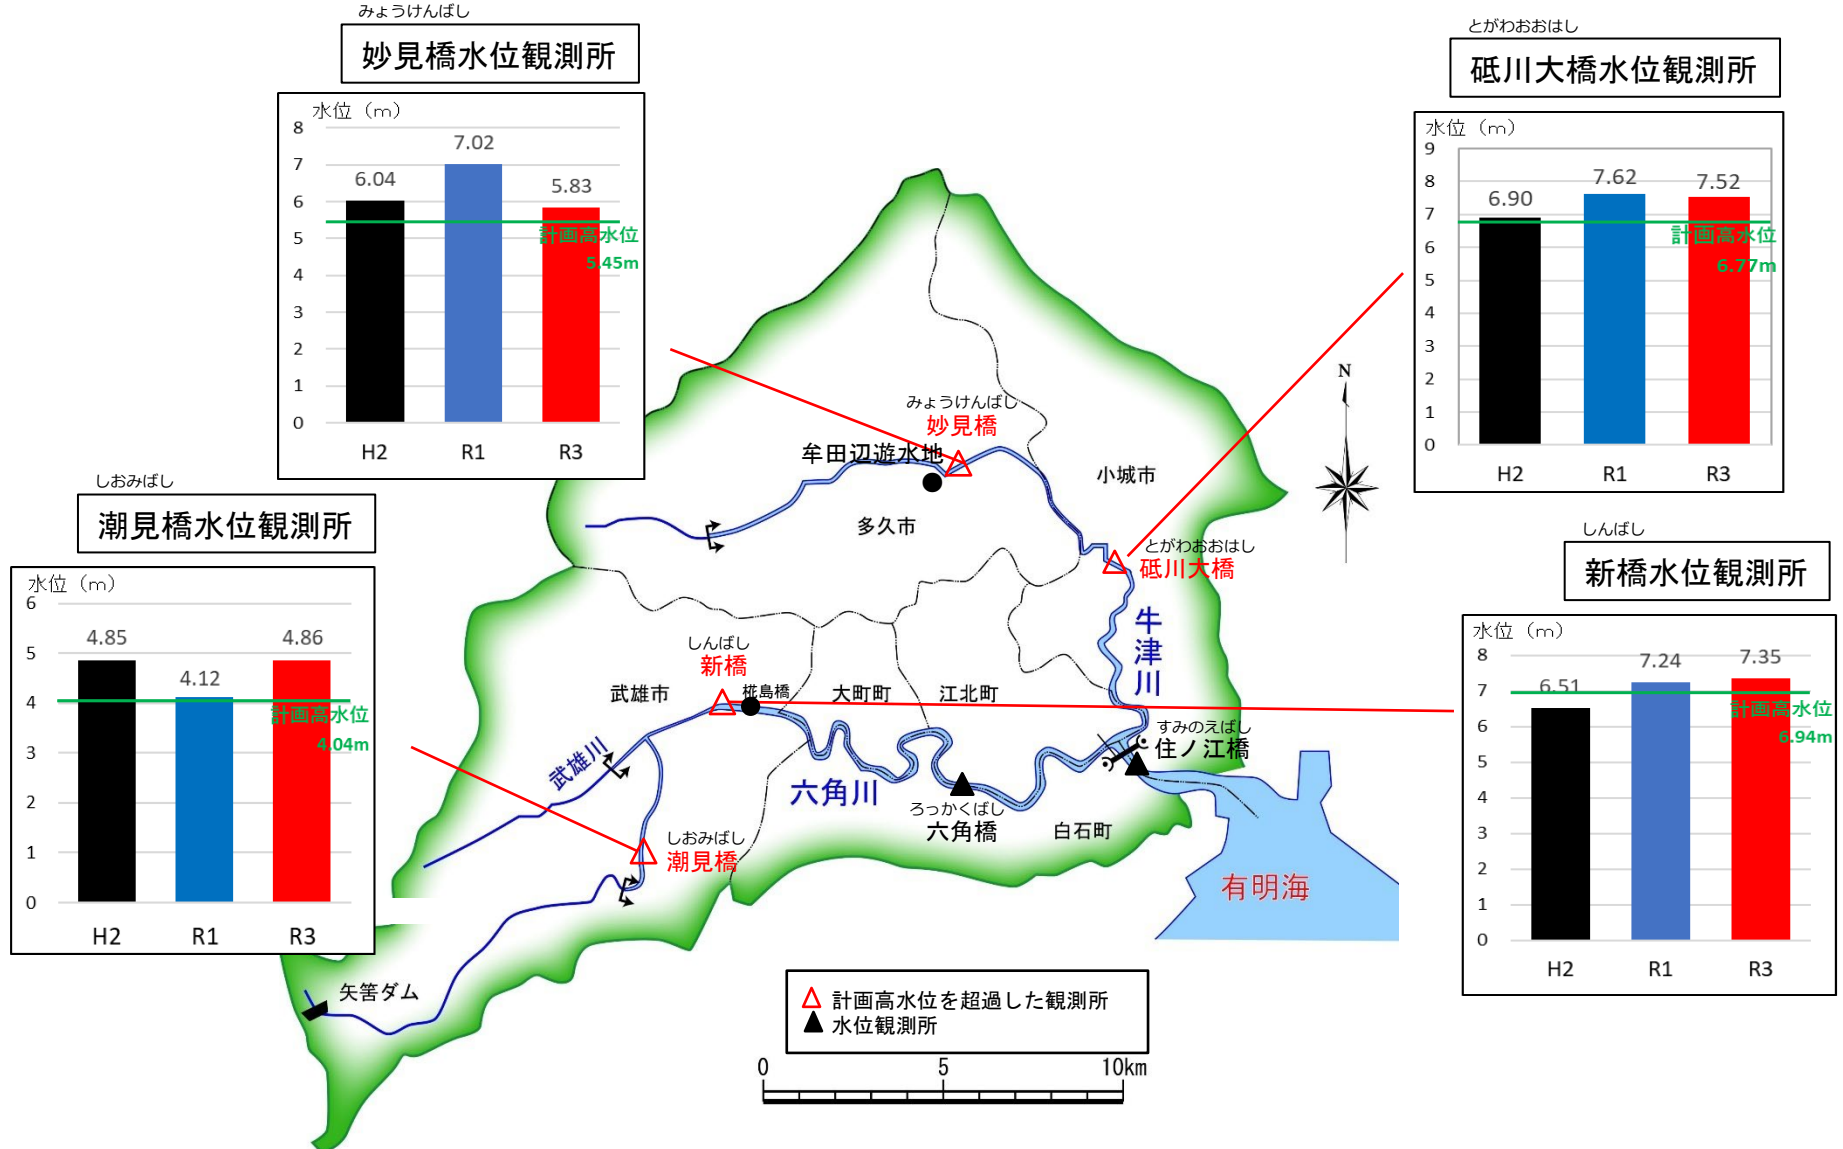 みょうけんばし
妙見橋水位観測所
水位（m）
8
7
6
5
4
3
2
1
0
6.04
7.02
5.83
計画高水位
5.45m
H2
R1
R3
とがわおおはし
砥川大橋水位観測所
水位（m）
9
8
7
6
5
4
3
2
1
0
6.90
7.62
7.52
計画高水位
6.77m
H2
R1
R3
しおみばし
潮見橋水位観測所
水位（m）
6
5
4
3
2
1
0
4.85
4.12
4.86
計画高水位
4.04m
H2
R1
R3
しんばし
新橋水位観測所
水位（m）
8
7
6
5
4
3
2
1
0
6.51
7.24
7.35
計画高水位
6.94m
H2
R1
R3
N
みょうけんばし
妙見橋
牟田辺遊水地
小城市
多久市
とがわおおはし
砥川大橋
牛津川
しんばし
新橋
椛島橋
武雄市
大町町
江北町
すみのえばし
住ノ江橋
武雄川
六角川
ろっかくばし
六角橋
白石町
しおみばし
潮見橋
有明海
矢筈ダム
計画高水位を超過した観測所
水位観測所
0 5 10km